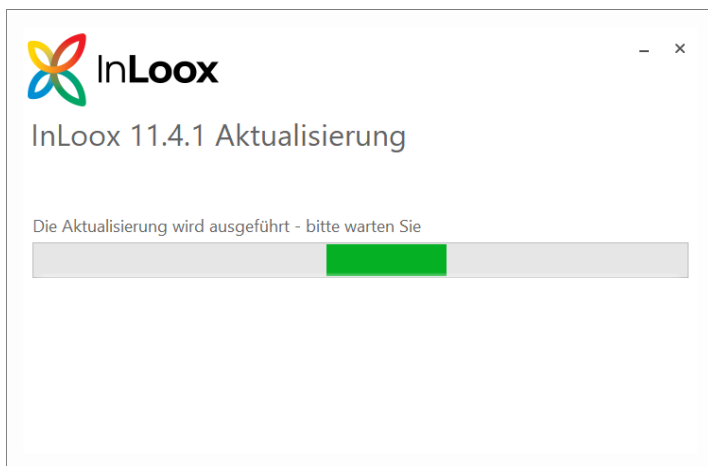 InLoox
InLoox 11.4.1 Aktualisierung
Die Aktualisierung wird ausgeführt - bitte warten Sie